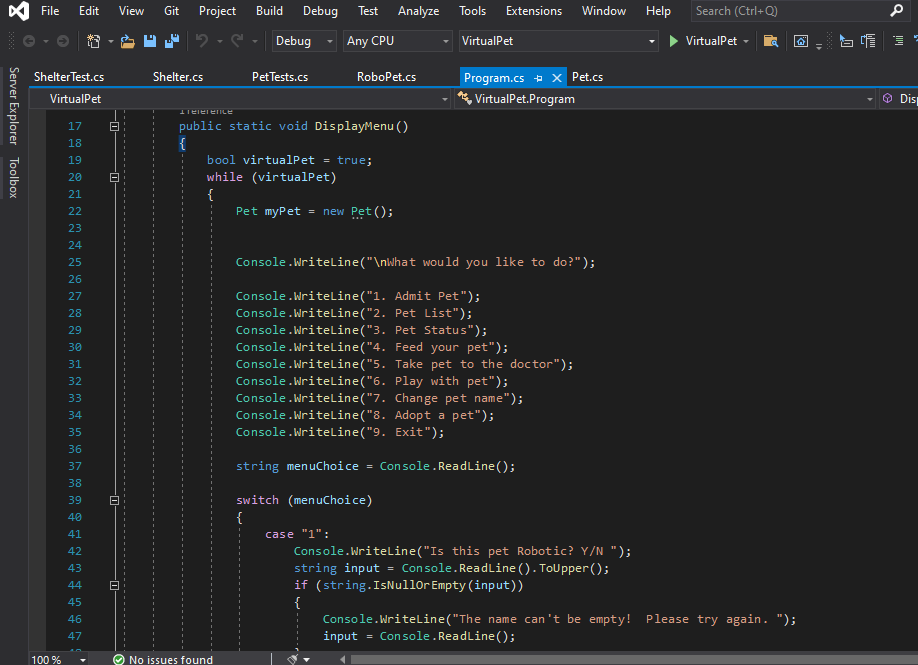 File Edit View Git Project Build Debug Test Analyze Tools Extensions Window Help Search (Ctrl+Q)
Debug Any CPU VirtualPet VirtualPet
Server Explorer
Toolbox
ShelterTest.cs Shelter.cs PetTests.cs RoboPet.cs Program.cs Pet.cs
VirtualPet VirtualPet.Program Disp
1 reference
17 public static void DisplayMenu()
18 {
19 bool virtualPet = true;
20 while (virtualPet)
21 {
22 Pet myPet = new Pet();
23
24
25 Console.WriteLine("\nWhat would you like to do?");
26
27 Console.WriteLine("1. Admit Pet");
28 Console.WriteLine("2. Pet List");
29 Console.WriteLine("3. Pet Status");
30 Console.WriteLine("4. Feed your pet");
31 Console.WriteLine("5. Take pet to the doctor");
32 Console.WriteLine("6. Play with pet");
33 Console.WriteLine("7. Change pet name");
34 Console.WriteLine("8. Adopt a pet");
35 Console.WriteLine("9. Exit");
36
37 string menuChoice = Console.ReadLine();
38
39 switch (menuChoice)
40 {
41 case "1":
42 Console.WriteLine("Is this pet Robotic? Y/N ");
43 string input = Console.ReadLine().ToUpper();
44 if (string.IsNullOrEmpty(input))
45 {
46 Console.WriteLine("The name can't be empty!  Please try again. ");
47 input = Console.ReadLine();
100 % No issues found